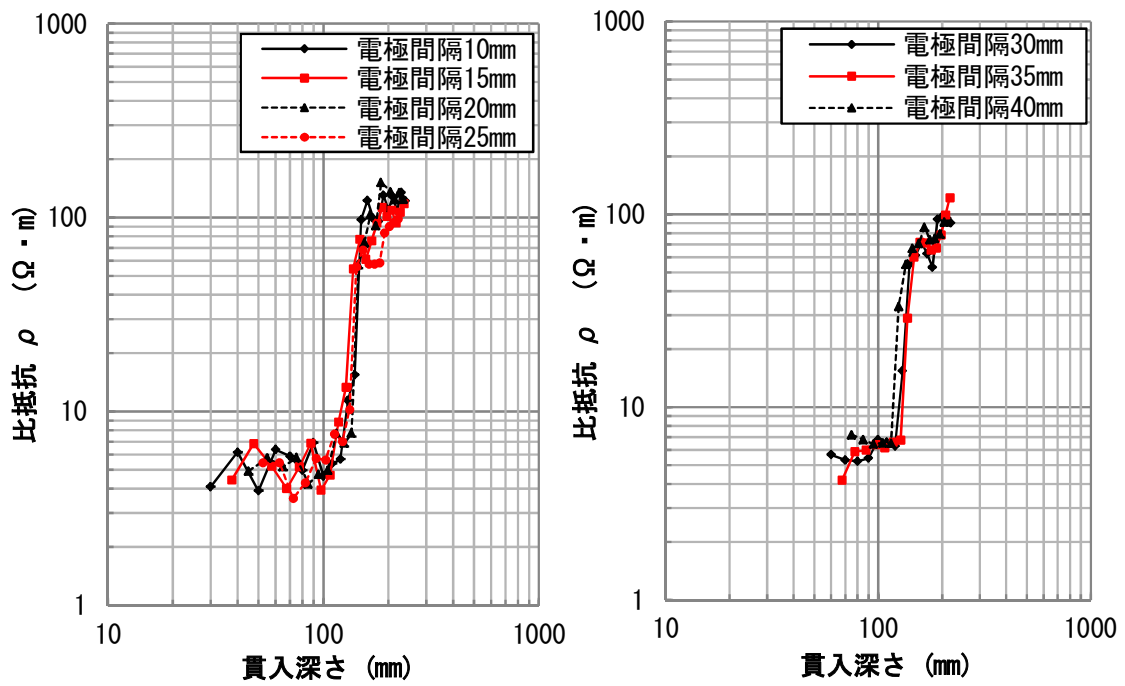 1000
100
10
1
10
100
1000
比抵抗 ρ (Ω・m)
貫入深さ (mm)
電極間隔10mm
電極間隔15mm
電極間隔20mm
電極間隔25mm
1000
100
10
1
10
100
1000
比抵抗 ρ (Ω・m)
貫入深さ (mm)
電極間隔30mm
電極間隔35mm
電極間隔40mm